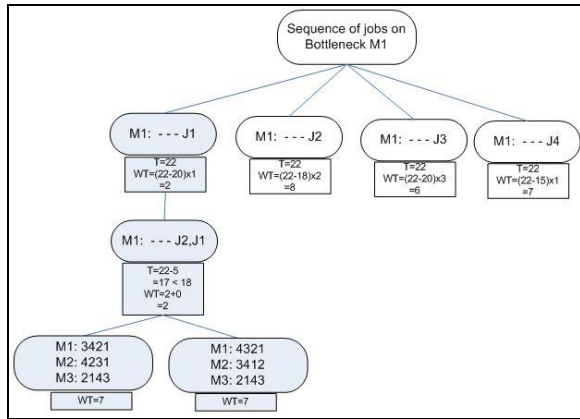 Sequence of jobs on
Bottleneck M1
M1: - - - J1
M1: - - - J2
M1: - - - J3
M1: - - - J4
T=22
WT=(22-20)x1
=2
T=22
WT=(22-18)x2
=8
T=22
WT=(22-20)x3
=6
T=22
WT=(22-15)x1
=7
M1: - - - J2,J1
T=22-5
=17 < 18
WT=2+0
=2
M1: 3421
M2: 4231
M3: 2143
M1: 4321
M2: 3412
M3: 2143
WT=7
WT=7